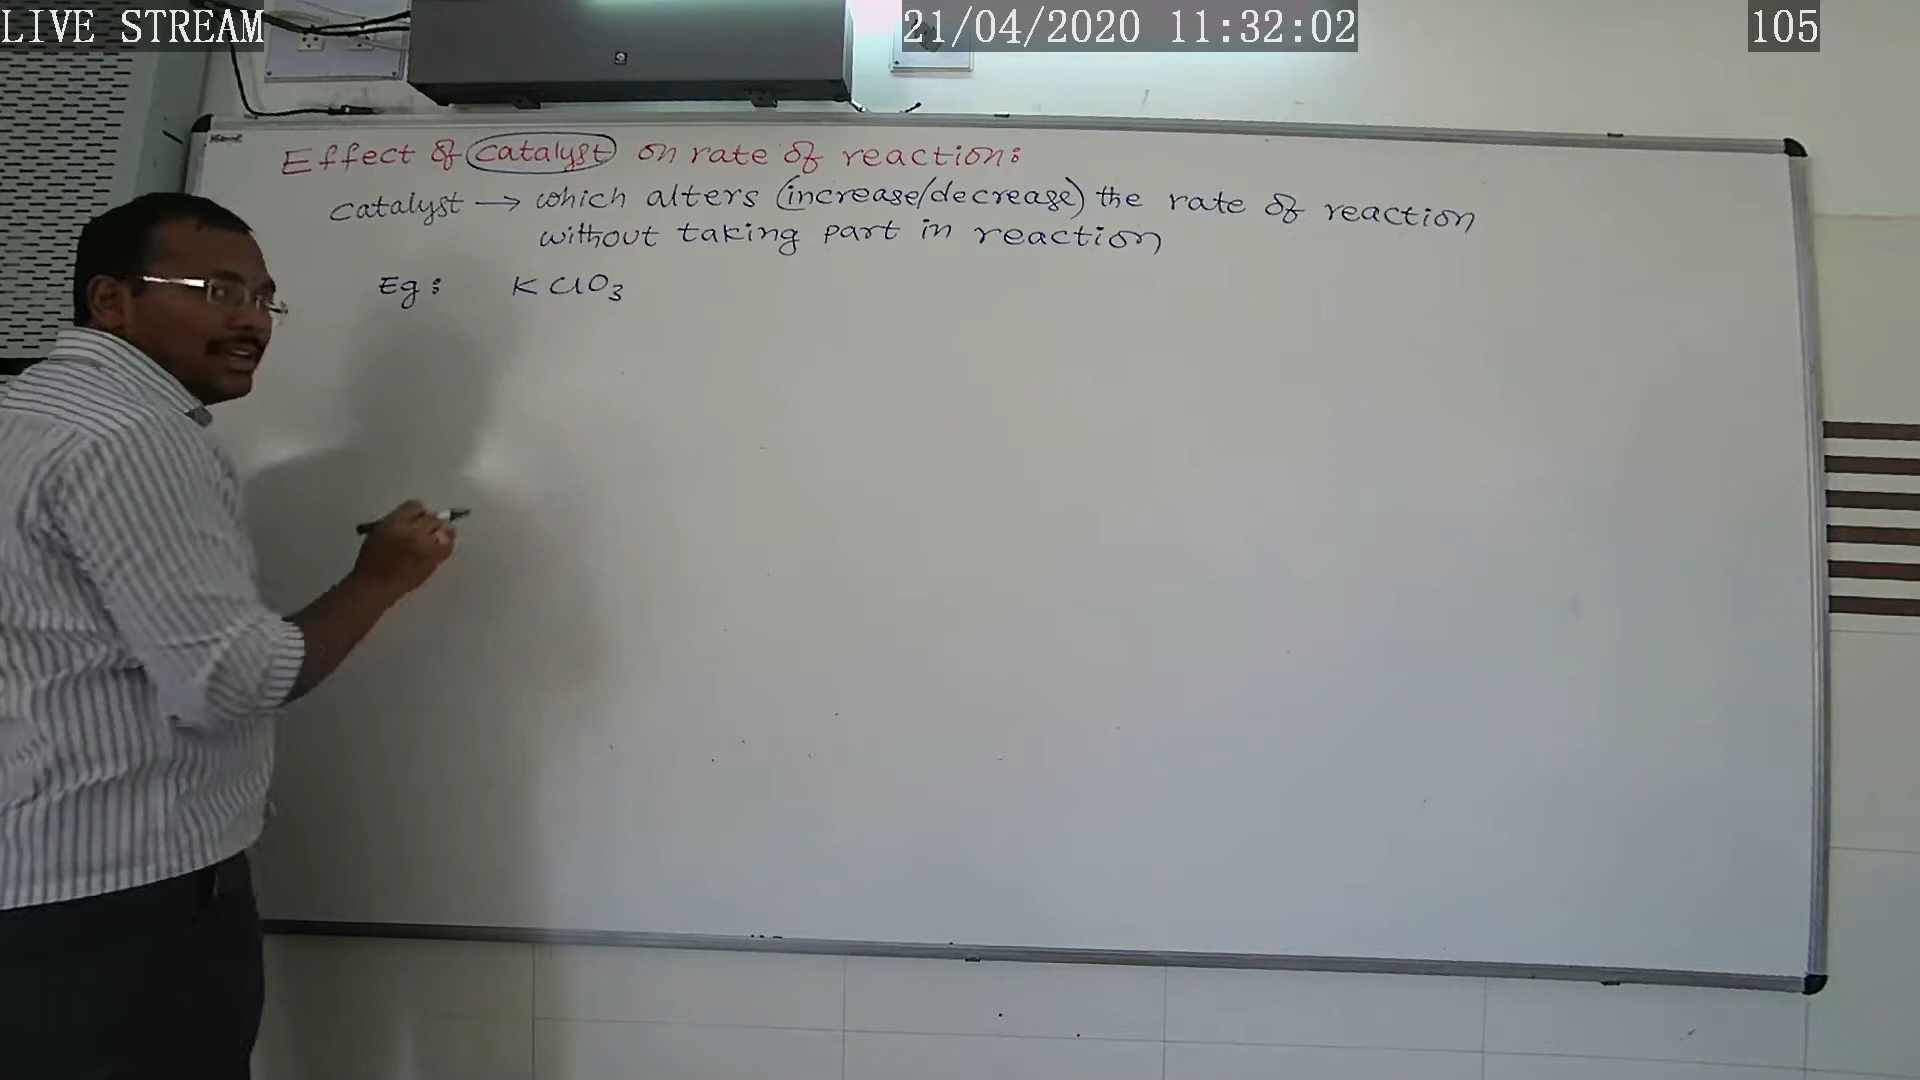 LIVE STREAM 21/04/2020 11:32:02 105
Effect of catalyst on rate of reaction:
catalyst → which alters (increase/decrease) the rate of reaction
without taking part in reaction
Eg: KClO3